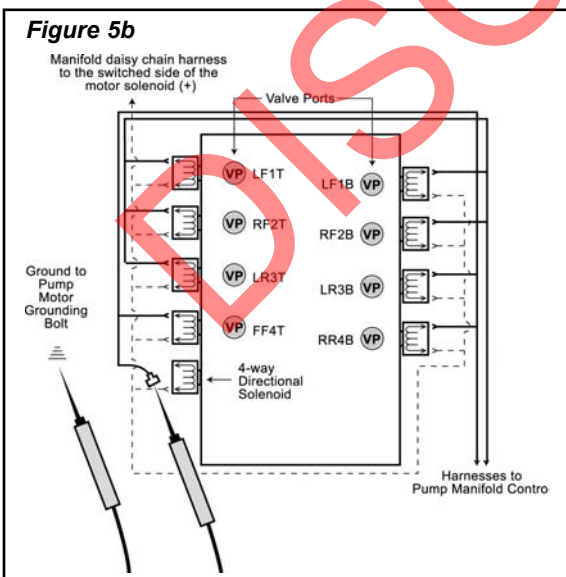 Figure 5b
Manifold daisy chain harness
to the switched side of the
motor solenoid (+)
Valve Ports
VP LF1T
LF1B VP
VP RF2T
RF2B VP
VP LR3T
LR3B VP
VP FF4T
RR4B VP
Ground to
Pump
Motor
Grounding
Bolt
4-way
Directional
Solenoid
Harnesses to
Pump Manifold Contro
DISC